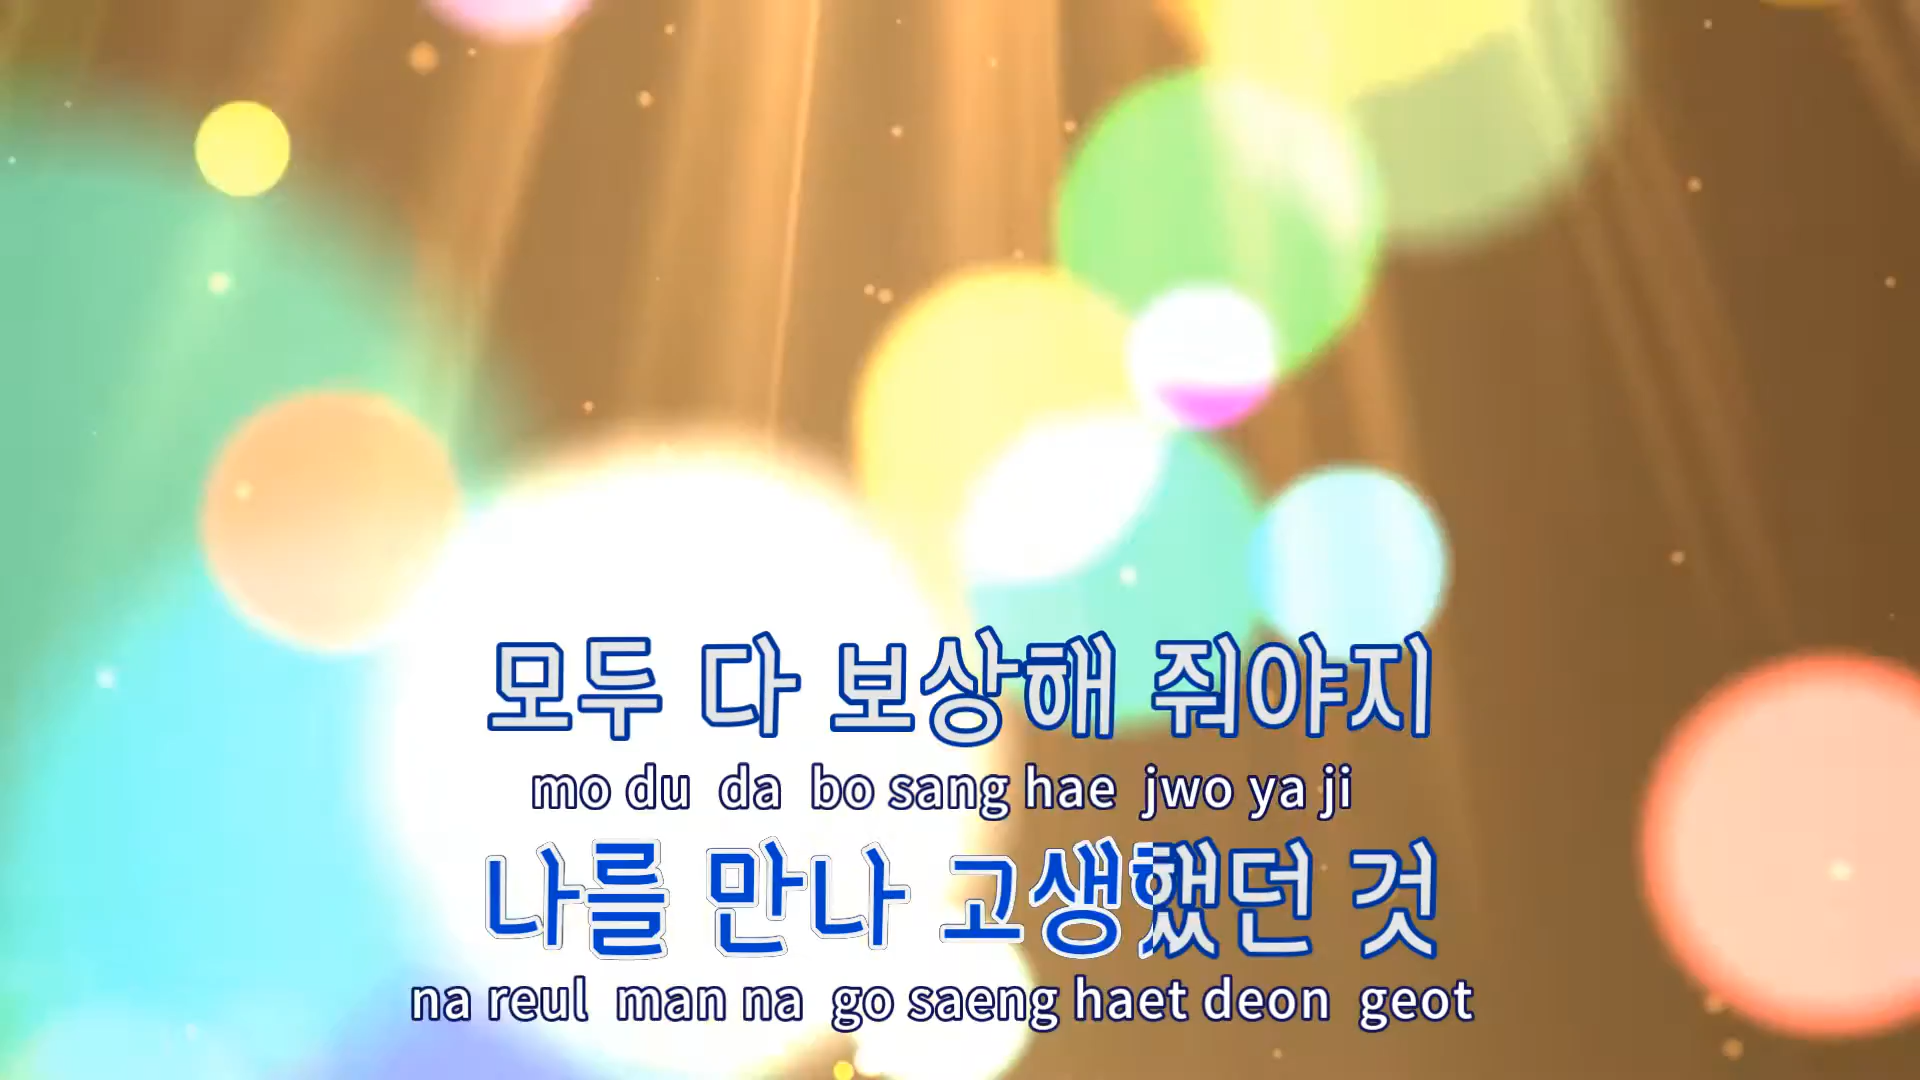 모두 다 보상해 줘야지
mo du da bo sang hae jwo ya ji
나를 만나 고생했던 것
na reul man na go saeng haet deon geot